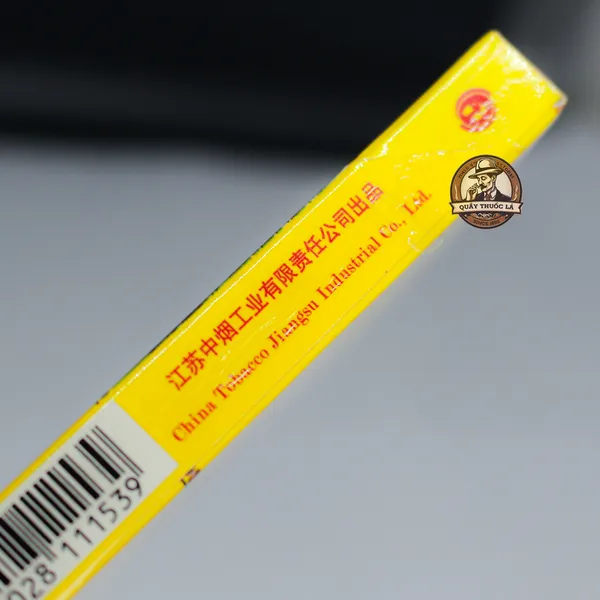 江苏中烟工业有限责任公司出品
China Tobacco Jiangsu Industrial Co., Ltd.
028 111539
QUẦY THUỐC LÁ